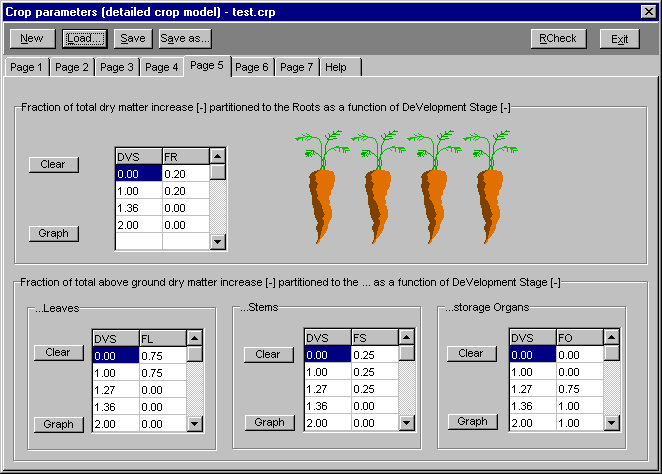 Crop parameters (detailed crop model) - test.crp
New Load... Save Save as... RCheck Exit
Page 1 Page 2 Page 3 Page 4 Page 5 Page 6 Page 7 Help
Fraction of total dry matter increase [-] partitioned to the Roots as a function of DeVelopment Stage [-]
Clear
Graph
DVS FR
0.00 0.20
1.00 0.20
1.36 0.00
2.00 0.00
Fraction of total above ground dry matter increase [-] partitioned to the ... as a function of DeVelopment Stage [-]
...Leaves
Clear
Graph
DVS FL
0.00 0.75
1.00 0.75
1.27 0.00
1.36 0.00
2.00 0.00
...Stems
Clear
Graph
DVS FS
0.00 0.25
1.00 0.25
1.27 0.25
1.36 0.00
2.00 0.00
...storage Organs
Clear
Graph
DVS FO
0.00 0.00
1.00 0.00
1.27 0.75
1.36 1.00
2.00 1.00